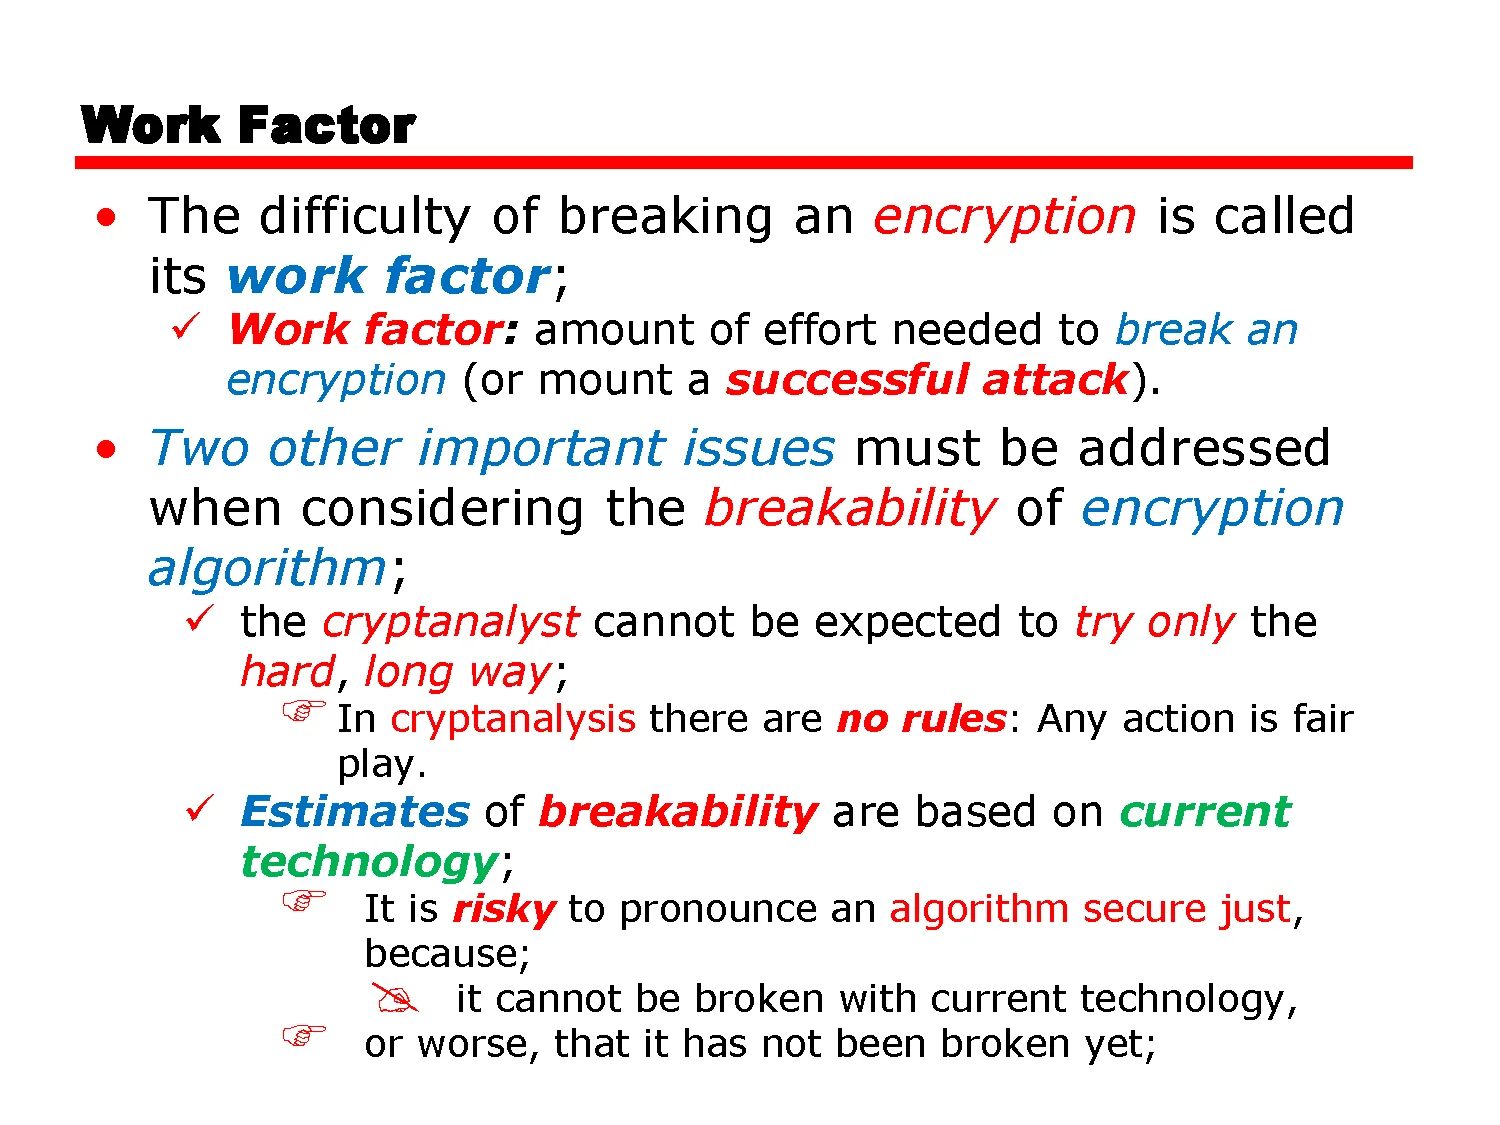 Work Factor
• The difficulty of breaking an encryption is called
its work factor;
✓ Work factor: amount of effort needed to break an
encryption (or mount a successful attack).
• Two other important issues must be addressed
when considering the breakability of encryption
algorithm;
✓ the cryptanalyst cannot be expected to try only the
hard, long way;
☞ In cryptanalysis there are no rules: Any action is fair
play.
✓ Estimates of breakability are based on current
technology;
☞ It is risky to pronounce an algorithm secure just,
because;
it cannot be broken with current technology,
☞ or worse, that it has not been broken yet;